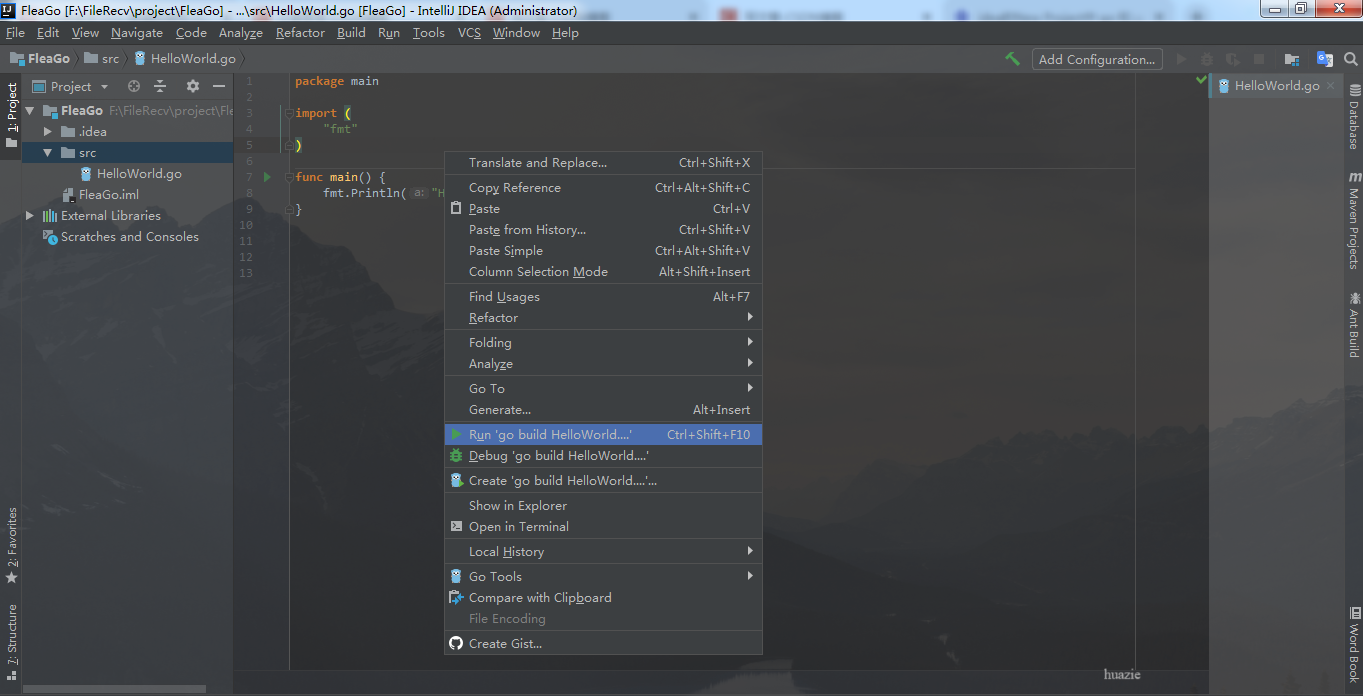 FleaGo [F:\FileRecv\project\FleaGo] - ...\src\HelloWorld.go [FleaGo] - IntelliJ IDEA (Administrator)
File Edit View Navigate Code Analyze Refactor Build Run Tools VCS Window Help
FleaGo src HelloWorld.go
Add Configuration...
1: Project
2: Favorites
7: Structure
Project
FleaGo F:\FileRecv\project\Fle
.idea
src
HelloWorld.go
FleaGo.iml
External Libraries
Scratches and Consoles
1 package main
2
3 import (
4 "fmt"
5 )
6
7 func main() {
8 fmt.Println( a: "H
9 }
10
11
12
13
Translate and Replace... Ctrl+Shift+X
Copy Reference Ctrl+Alt+Shift+C
Paste Ctrl+V
Paste from History... Ctrl+Shift+V
Paste Simple Ctrl+Alt+Shift+V
Column Selection Mode Alt+Shift+Insert
Find Usages Alt+F7
Refactor
Folding
Analyze
Go To
Generate... Alt+Insert
Run 'go build HelloWorld....' Ctrl+Shift+F10
Debug 'go build HelloWorld....'
Create 'go build HelloWorld....'...
Show in Explorer
Open in Terminal
Local History
Go Tools
Compare with Clipboard
File Encoding
Create Gist...
HelloWorld.go
Database
Maven Projects
Ant Build
Word Book
huazie